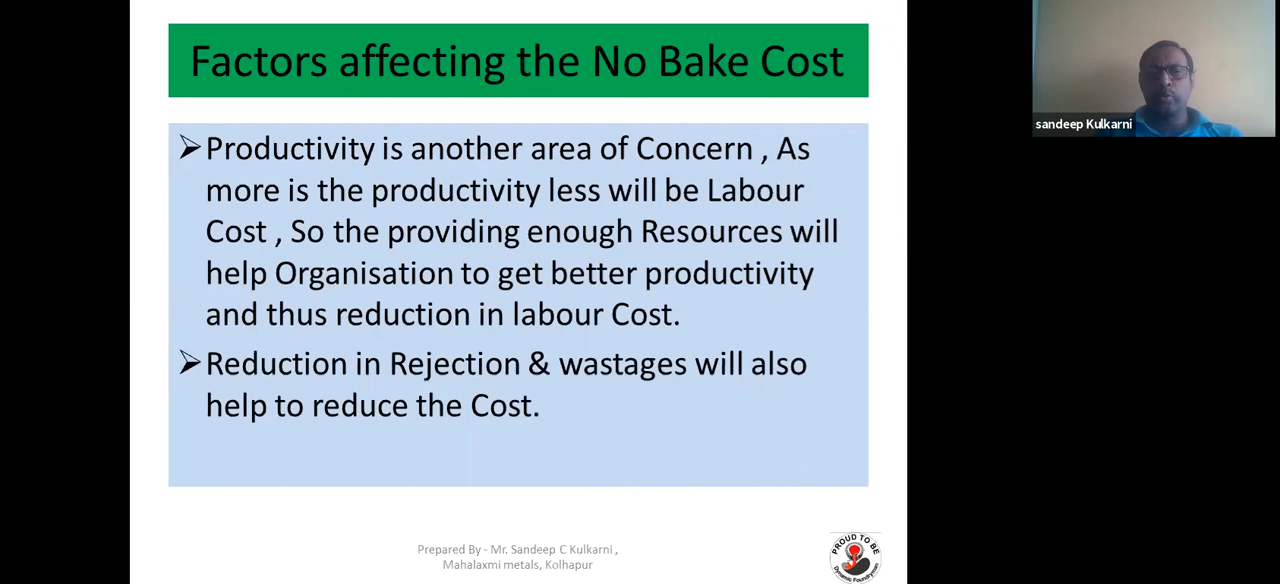 Factors affecting the No Bake Cost
sandeep Kulkarni
➢Productivity is another area of Concern , As
more is the productivity less will be Labour
Cost , So the providing enough Resources will
help Organisation to get better productivity
and thus reduction in labour Cost.
➢Reduction in Rejection & wastages will also
help to reduce the Cost.
Prepared By - Mr. Sandeep C Kulkarni ,
Mahalaxmi metals, Kolhapur
PROUD TO BE
Dynamic Foundrymen